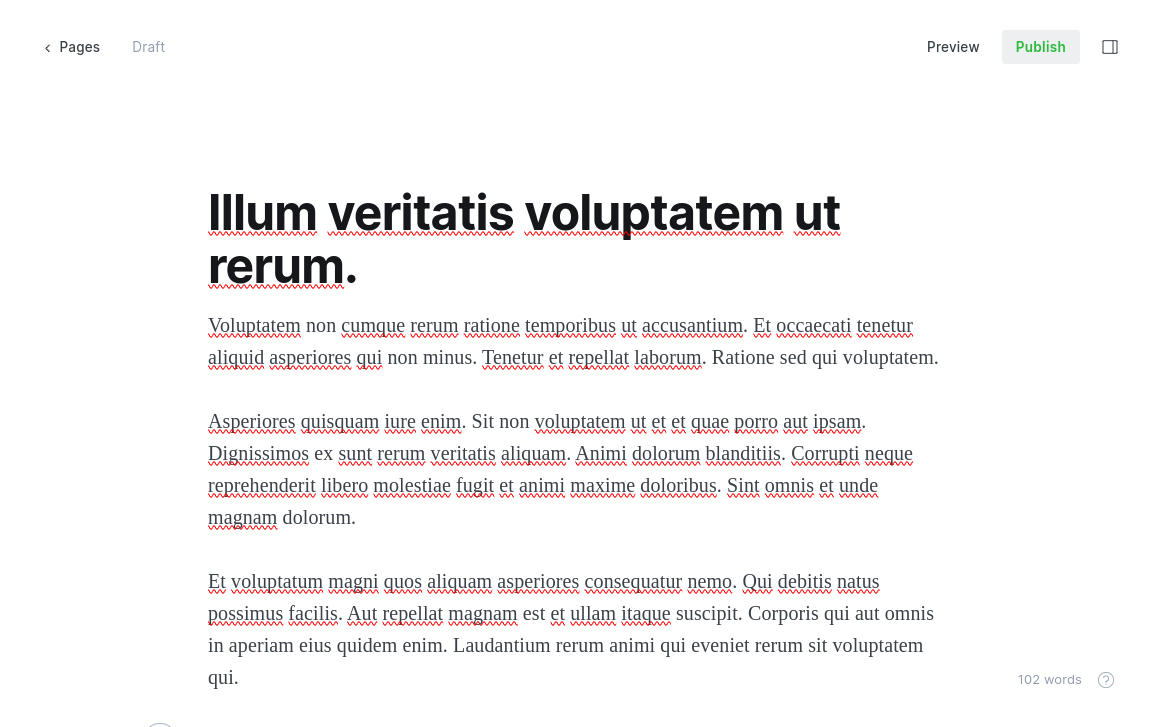 Pages
Draft
Preview
Publish
Illum veritatis voluptatem ut
rerum.
Voluptatem non cumque rerum ratione temporibus ut accusantium. Et occaecati tenetur
aliquid asperiores qui non minus. Tenetur et repellat laborum. Ratione sed qui voluptatem.
Asperiores quisquam iure enim. Sit non voluptatem ut et et quae porro aut ipsam.
Dignissimos ex sunt rerum veritatis aliquam. Animi dolorum blanditiis. Corrupti neque
reprehenderit libero molestiae fugit et animi maxime doloribus. Sint omnis et unde
magnam dolorum.
Et voluptatum magni quos aliquam asperiores consequatur nemo. Qui debitis natus
possimus facilis. Aut repellat magnam est et ullam itaque suscipit. Corporis qui aut omnis
in aperiam eius quidem enim. Laudantium rerum animi qui eveniet rerum sit voluptatem
qui.
102 words